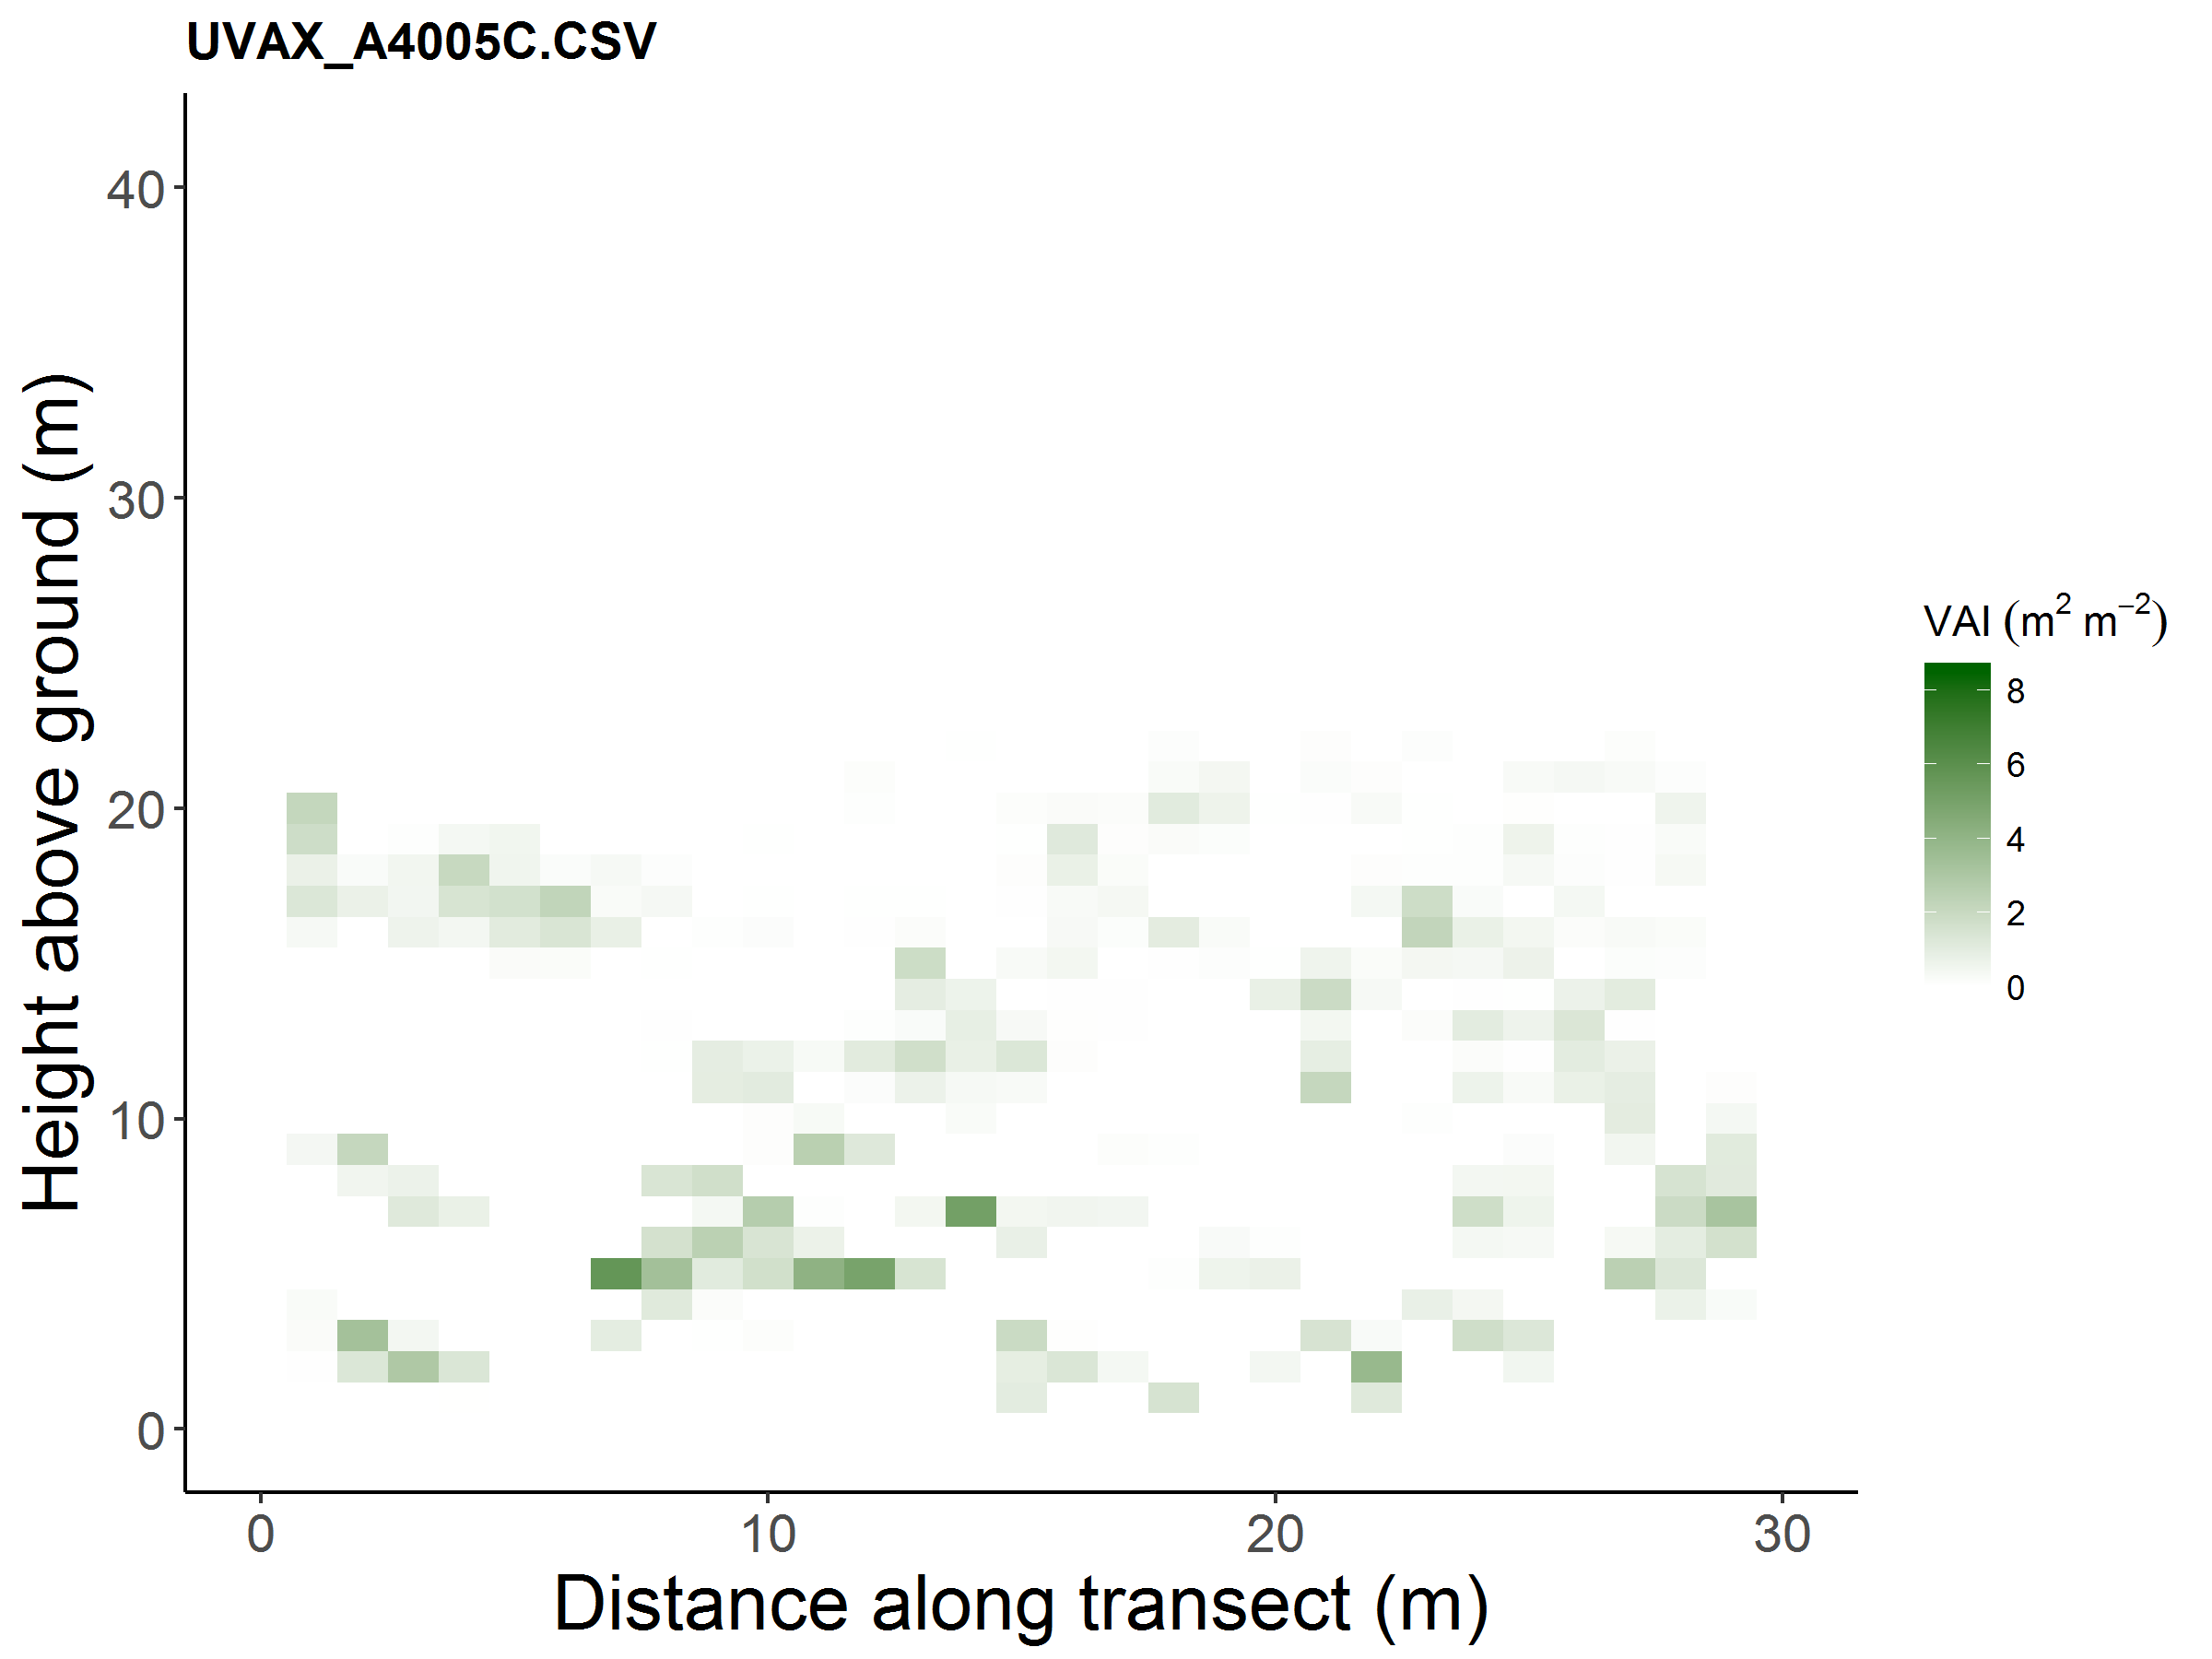 UVAX_A4005C.CSV
Height above ground (m)
40
30
20
10
0
0 10 20 30
Distance along transect (m)
VAI (m² m⁻²)
8
6
4
2
0